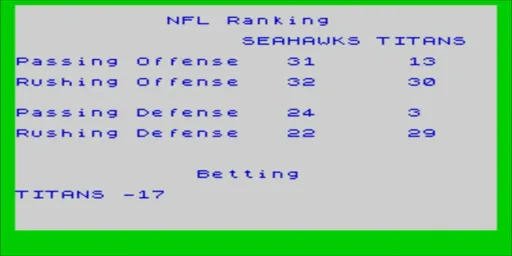 NFL Ranking
SEAHAWKS TITANS
Passing Offense 31 13
Rushing Offense 32 30
Passing Defense 24 3
Rushing Defense 22 29
Betting
TITANS -17